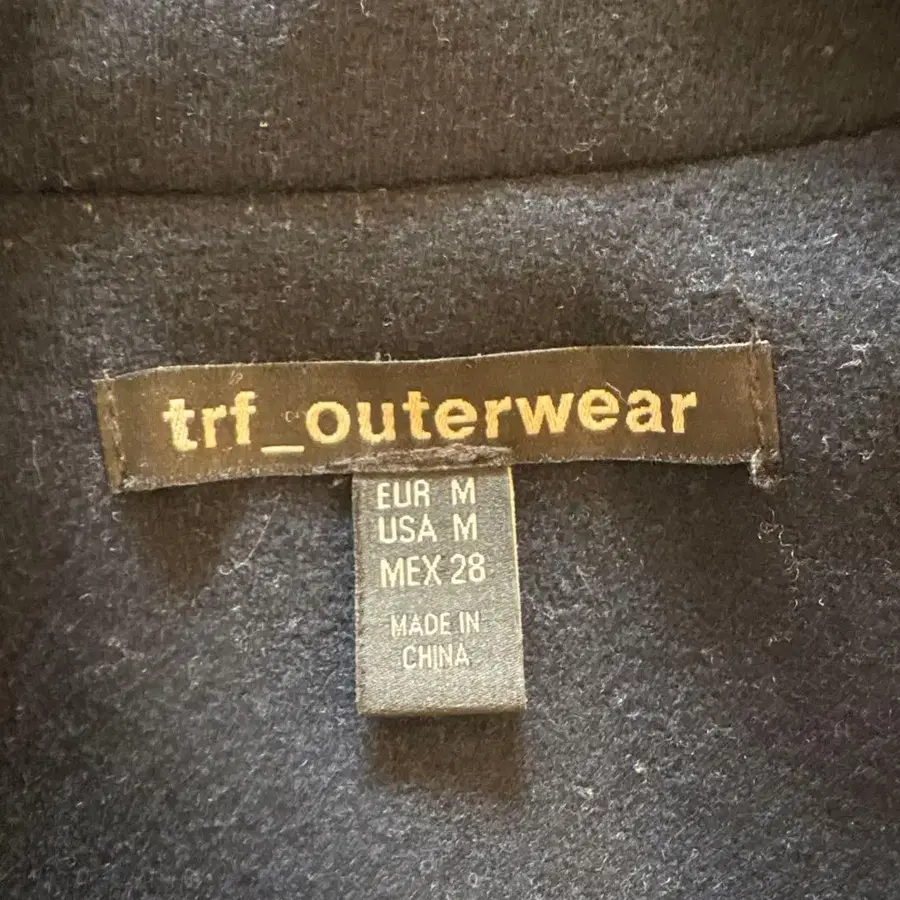 trf_outerwear
EUR M
USA M
MEX 28
MADE IN
CHINA